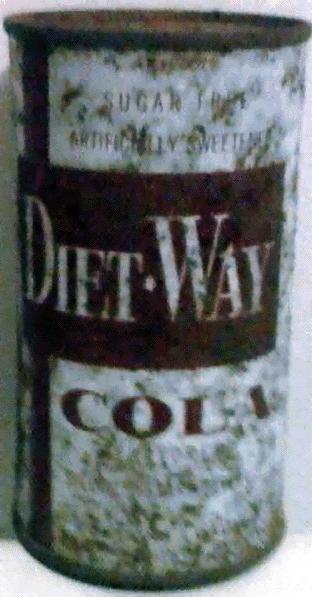 SUGAR FREE
ARTIFICIALLY SWEETENED
DIET·WAY
COLA